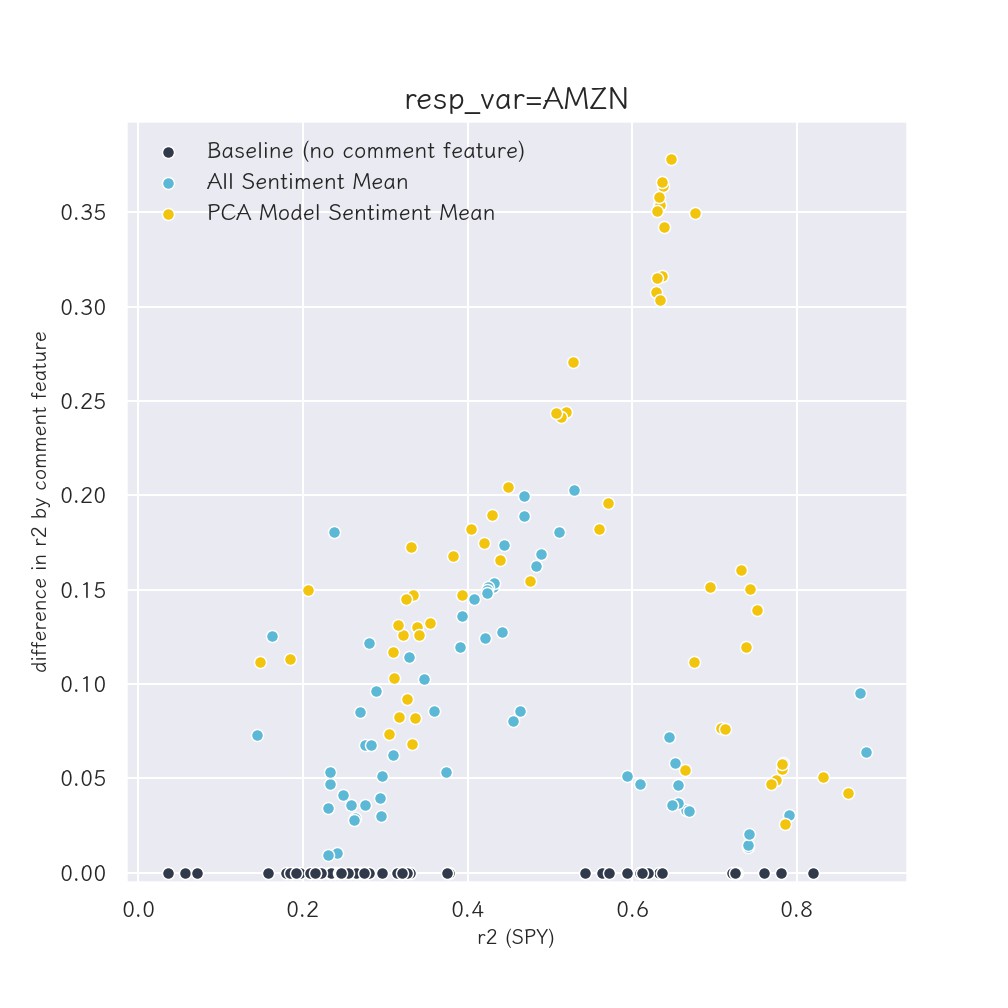 resp_var=AMZN
Baseline (no comment feature)
All Sentiment Mean
PCA Model Sentiment Mean
difference in r2 by comment feature
0.35
0.30
0.25
0.20
0.15
0.10
0.05
0.00
0.0 0.2 0.4 0.6 0.8
r2 (SPY)